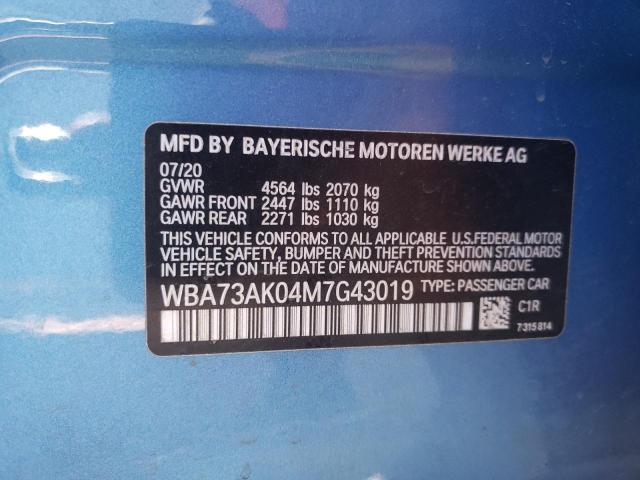 MFD BY BAYERISCHE MOTOREN WERKE AG
07/20
GVWR 4564 lbs 2070 kg
GAWR FRONT 2447 lbs 1110 kg
GAWR REAR 2271 lbs 1030 kg
THIS VEHICLE CONFORMS TO ALL APPLICABLE U.S.FEDERAL MOTOR
VEHICLE SAFETY, BUMPER AND THEFT PREVENTION STANDARDS
IN EFFECT ON THE DATE OF MANUFACTURE SHOWN ABOVE.
WBA73AK04M7G43019 TYPE: PASSENGER CAR
C1R
7315814